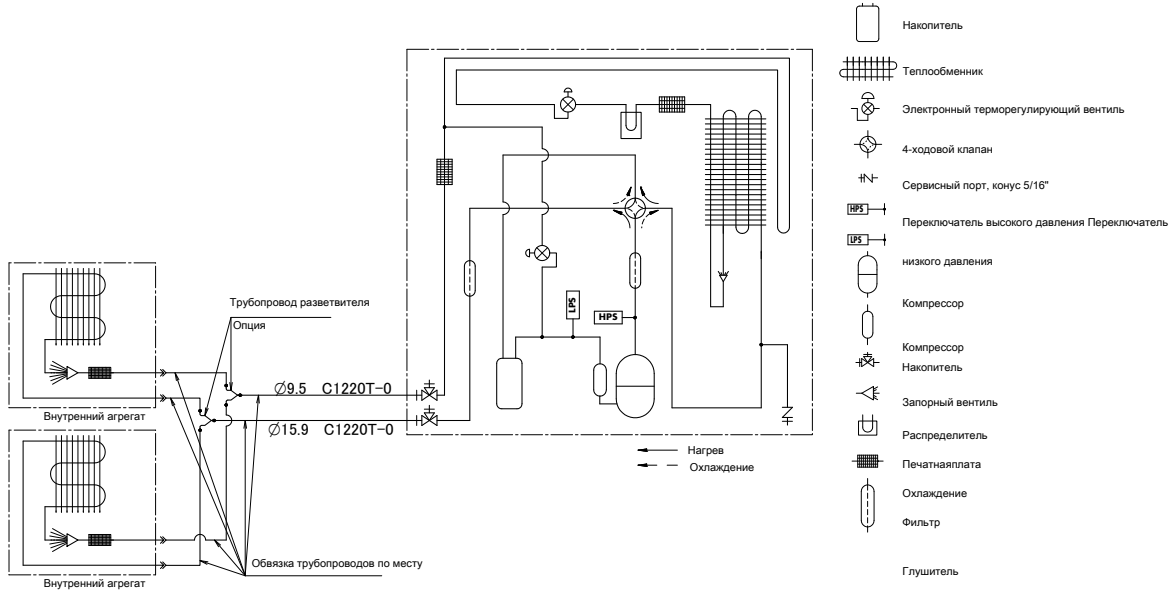 Накопитель
Теплообменник
Электронный терморегулирующий вентиль
4-ходовой клапан
Сервисный порт, конус 5/16"
HPS
Переключатель высокого давления Переключатель
LPS
низкого давления
Компрессор
Компрессор
Накопитель
Запорный вентиль
Распределитель
Печатнаяплата
Охлаждение
Фильтр
Глушитель
LPS
HPS
Трубопровод разветвителя
Опция
Ø9.5 C1220T-0
Ø15.9 C1220T-0
Внутренний агрегат
Нагрев
Охлаждение
Обвязка трубопроводов по месту
Внутренний агрегат